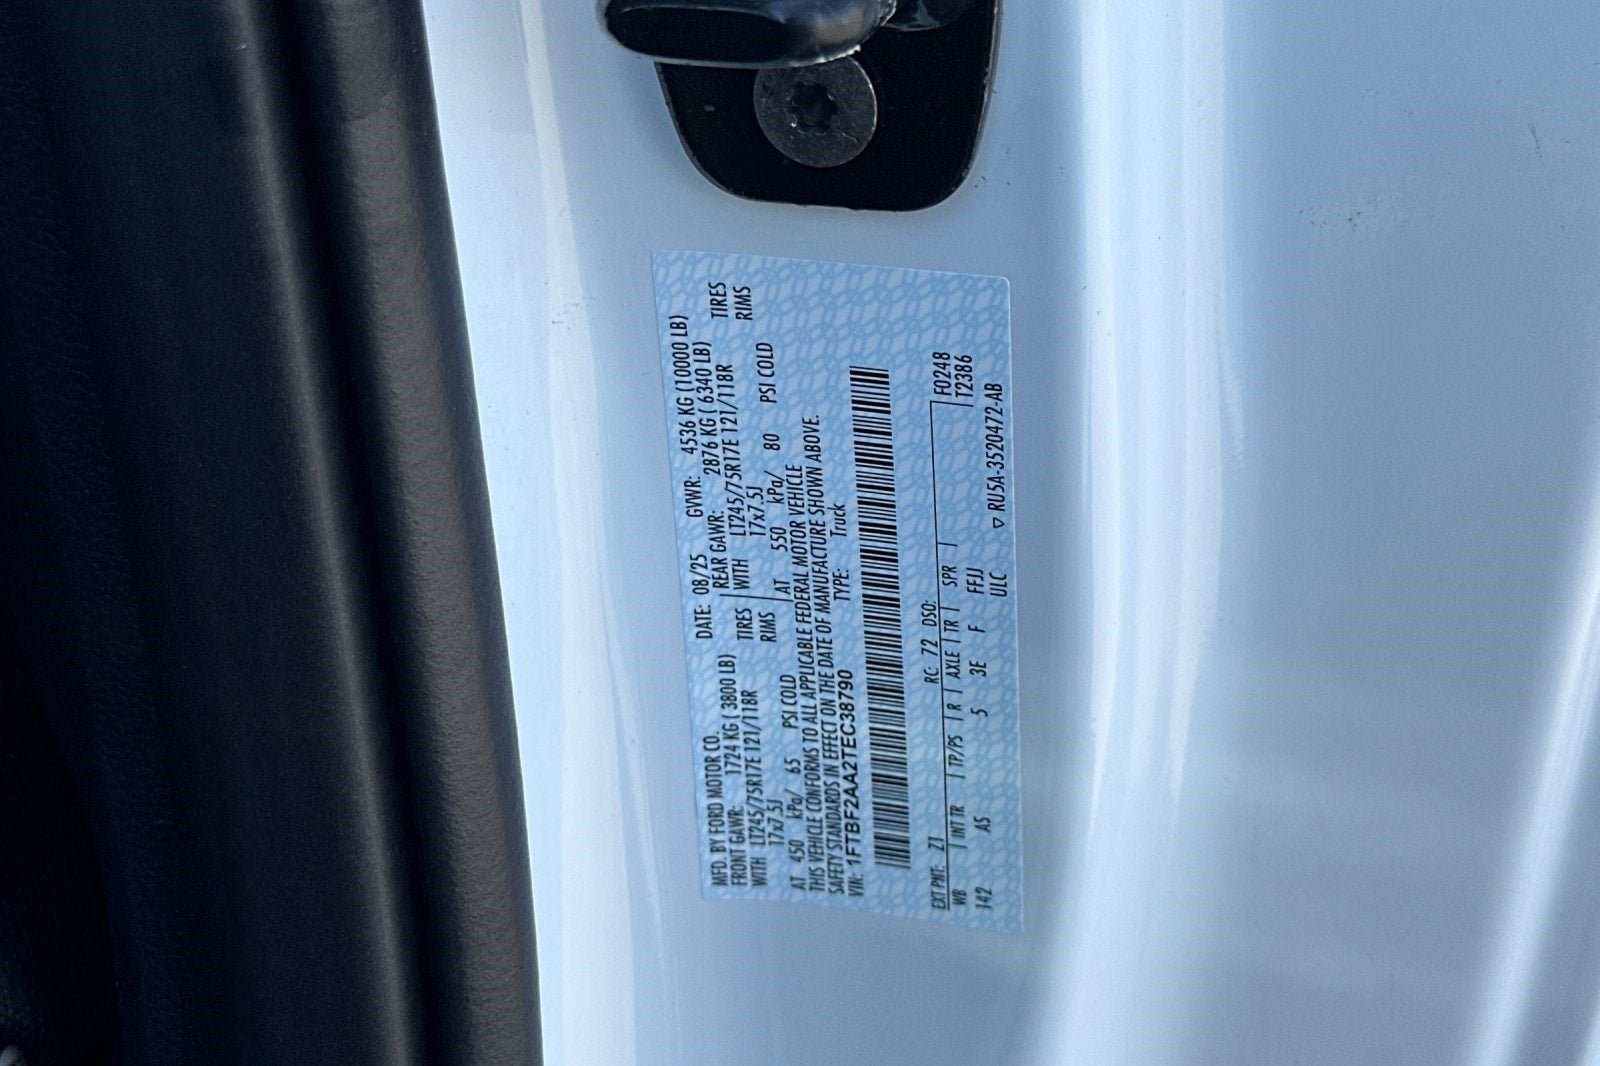 MFD. BY FORD MOTOR CO. DATE: 08/25 GVWR: 4536 KG (10000 LB)
FRONT GAWR: 1724 KG ( 3800 LB) REAR GAWR: 2876 KG ( 6340 LB)
WITH LT245/75R17E 121/118R TIRES WITH LT245/75R17E 121/118R TIRES
17x7.5J RIMS 17x7.5J RIMS
AT 450 kPa/ 65 PSI COLD AT 550 kPa/ 80 PSI COLD
THIS VEHICLE CONFORMS TO ALL APPLICABLE FEDERAL MOTOR VEHICLE
SAFETY STANDARDS IN EFFECT ON THE DATE OF MANUFACTURE SHOWN ABOVE.
VIN: 1FTBF2AA2TEC38790 TYPE: Truck
EXT PNT: Z1 RC: 72 DSO: F0248
WB INT TR TP/PS R AXLE TR SPR T2386
142 AS 5 3E F FFJJ
ULC ▽ RU5A-3520472-AB